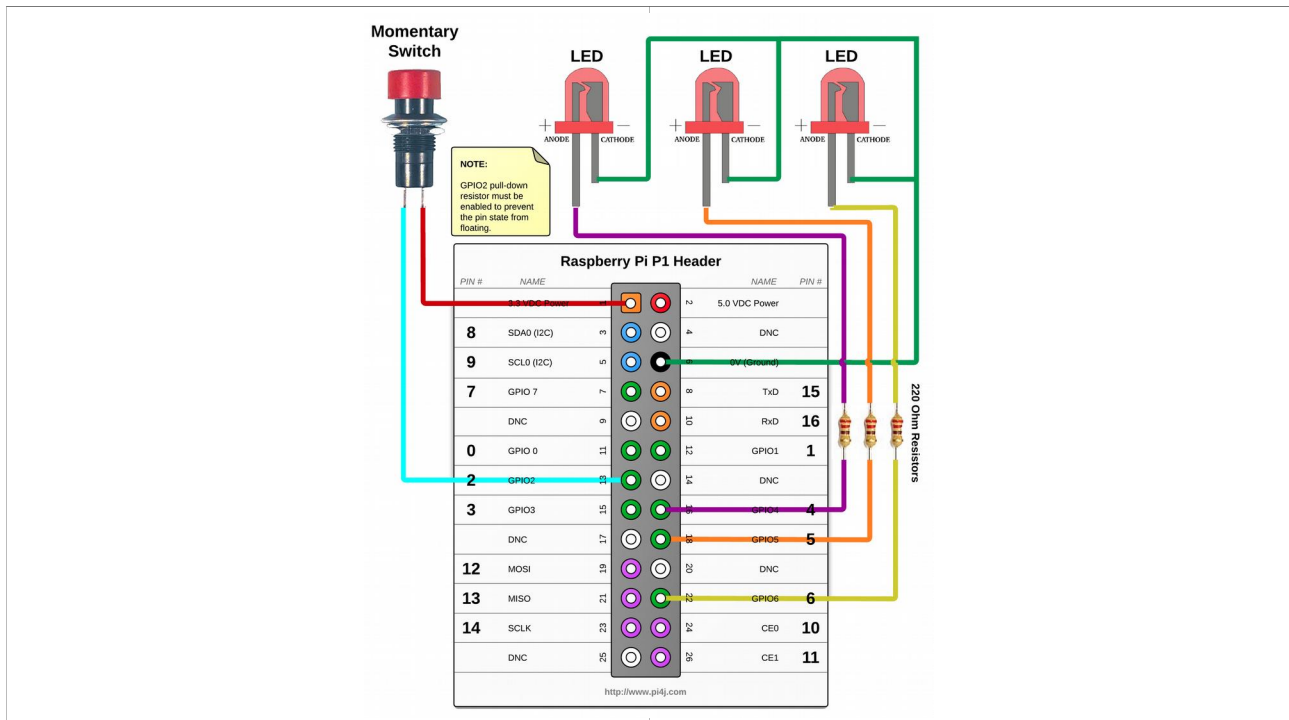 Momentary
Switch
LED
LED
LED
+ ANODE
CATHODE —
+ ANODE
CATHODE —
+ ANODE
CATHODE —
NOTE:
GPIO2 pull-down
resistor must be
enabled to prevent
the pin state from
floating.
Raspberry Pi P1 Header
PIN # NAME NAME PIN #
3.3 VDC Power 1 2 5.0 VDC Power
8 SDA0 (I2C) 3 4 DNC
9 SCL0 (I2C) 5 6 0V (Ground)
7 GPIO 7 7 8 TxD 15
DNC 9 10 RxD 16
0 GPIO 0 11 12 GPIO1 1
2 GPIO2 13 14 DNC
3 GPIO3 15 16 GPIO4 4
DNC 17 18 GPIO5 5
12 MOSI 19 20 DNC
13 MISO 21 22 GPIO6 6
14 SCLK 23 24 CE0 10
DNC 25 26 CE1 11
220 Ohm Resistors
http://www.pi4j.com